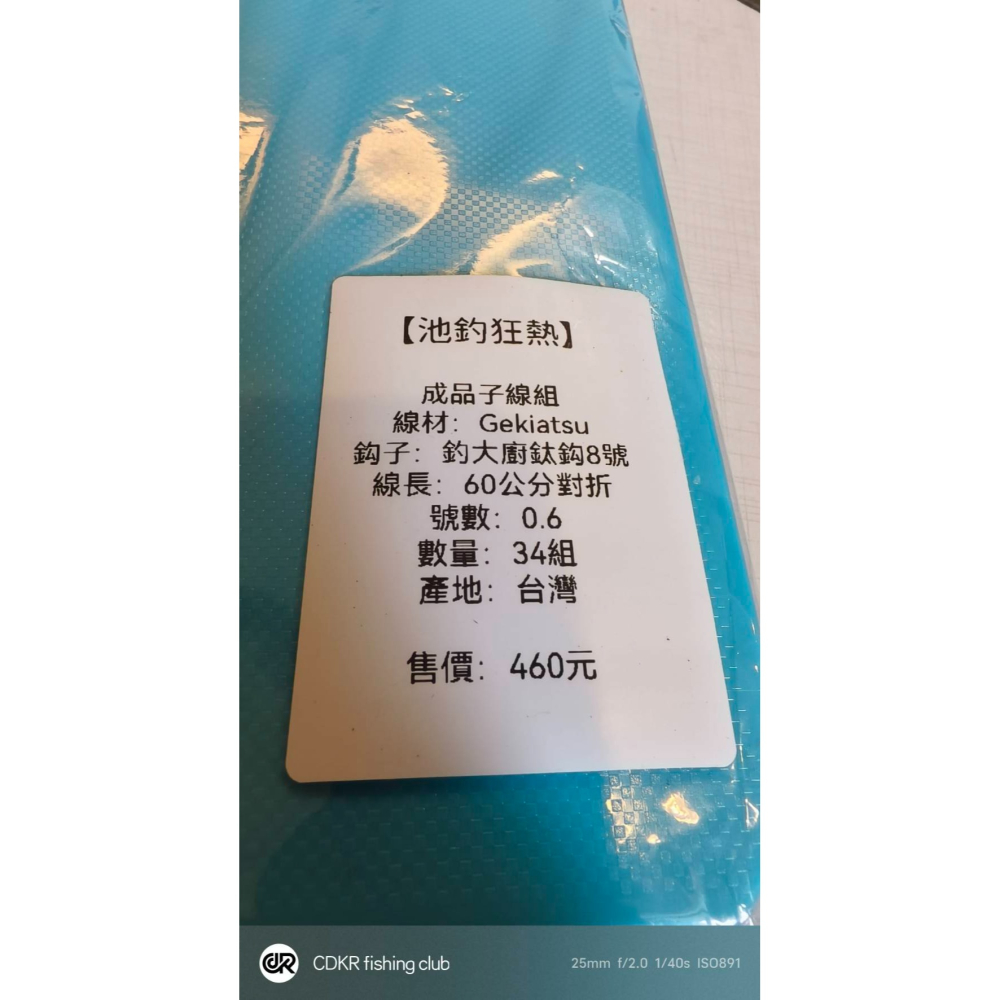 【池釣狂熱】
成品子線組
線材：Gekiatsu
鈎子：釣大廚鈦鈎8號
線長：60公分對折
號數：0.6
數量：34組
產地：台灣
售價：460元
CDKR fishing club
25mm f/2.0 1/40s ISO891